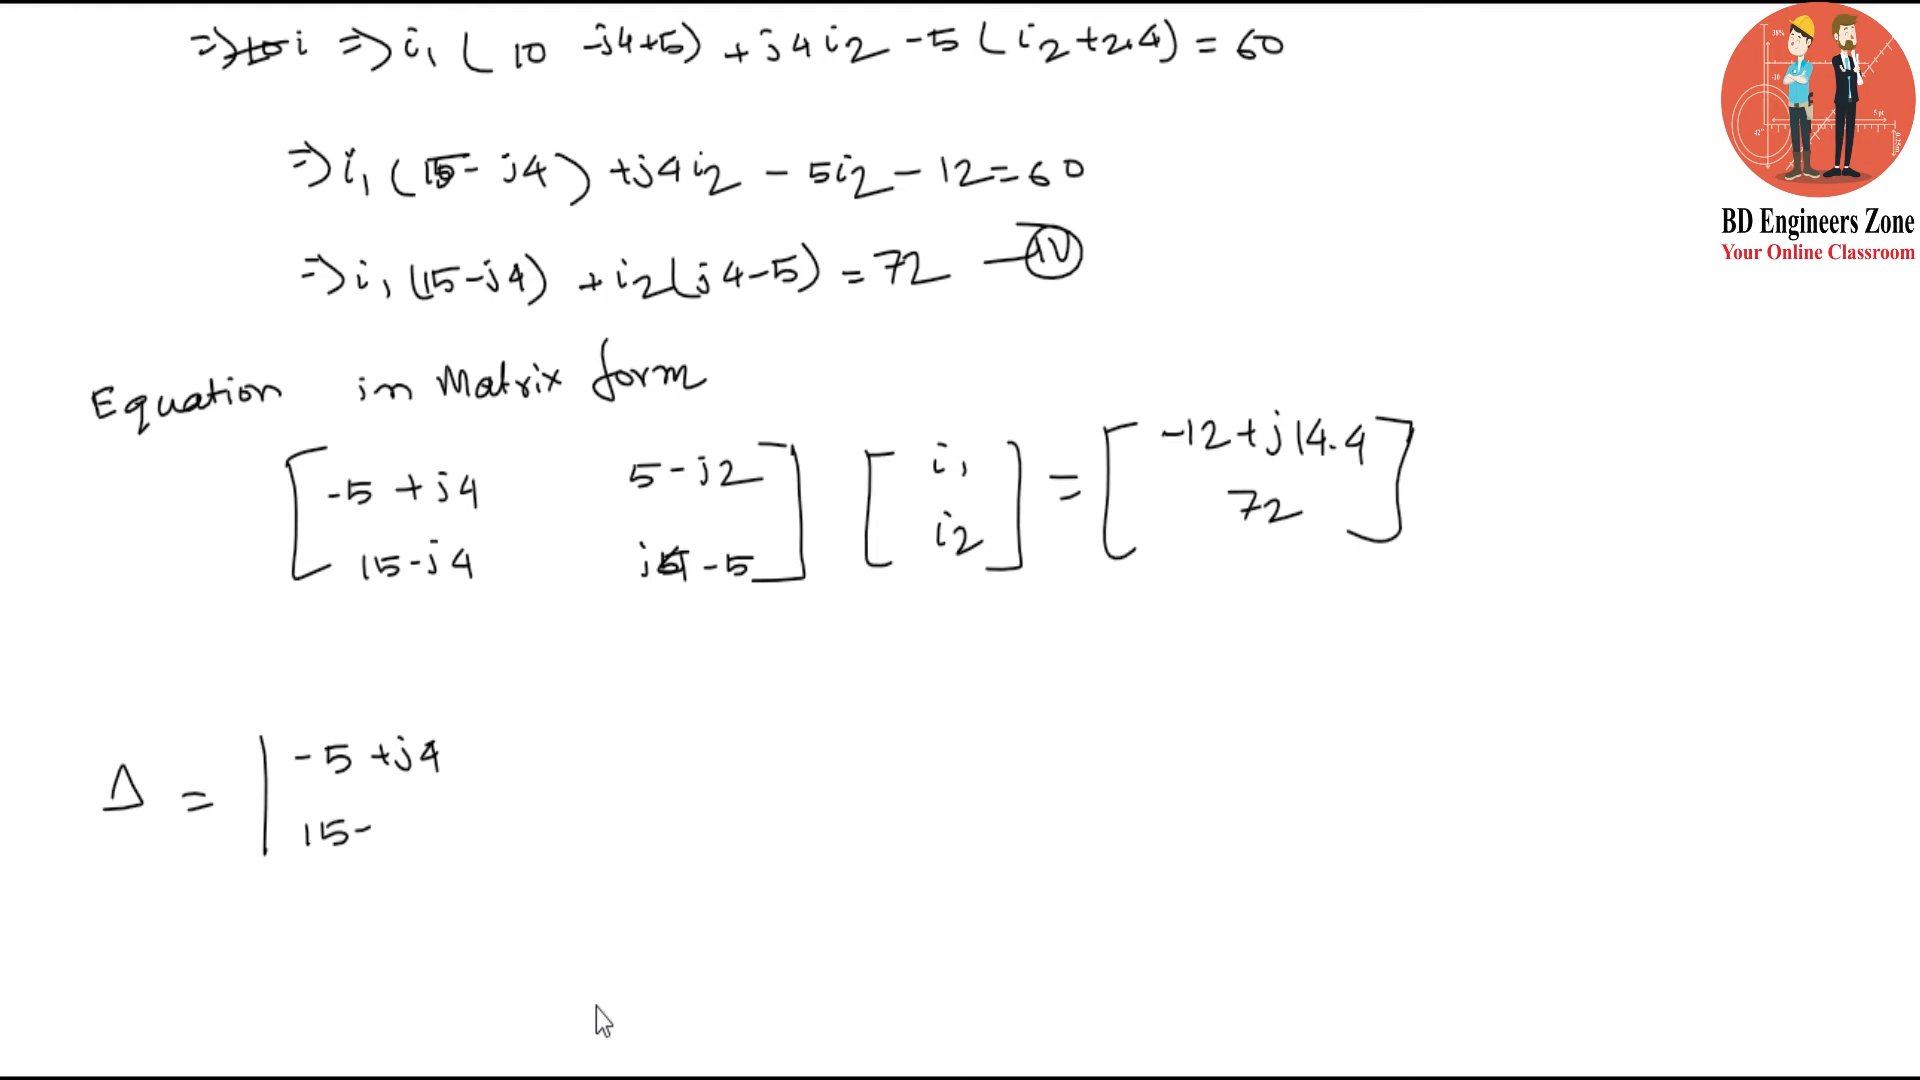 ⇒ i ⇒ i₁ ( 10 -j4+5) + j4 i₂ -5 ( i₂+2.4) = 60
⇒ i₁ (15- j4) +j4 i₂ - 5i₂ - 12=60
⇒ i₁ (15-j4) + i₂(j4-5) = 72 — IV
Equation in Matrix form
[ -5 +j4 5-j2 ] [ i₁ ] = [ -12+j14.4 ]
[ 15-j4 j4-5 ] [ i₂ ] [ 72 ]
Δ = | -5 +j4
15-
BD Engineers Zone
Your Online Classroom